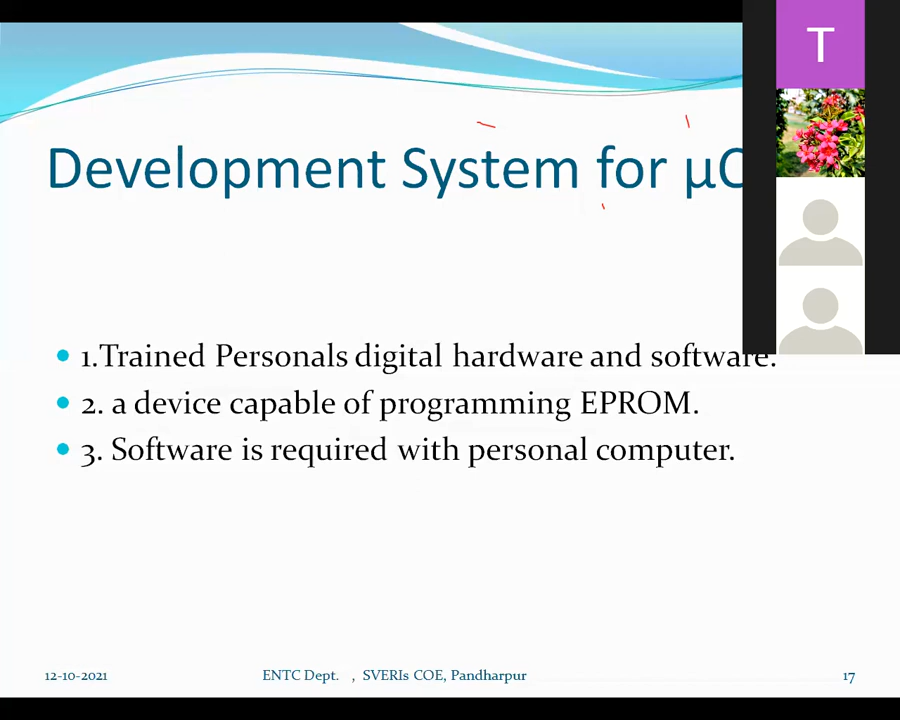 T
Development System for µC
1.Trained Personals digital hardware and software.
2. a device capable of programming EPROM.
3. Software is required with personal computer.
12-10-2021
ENTC Dept. , SVERIs COE, Pandharpur
17